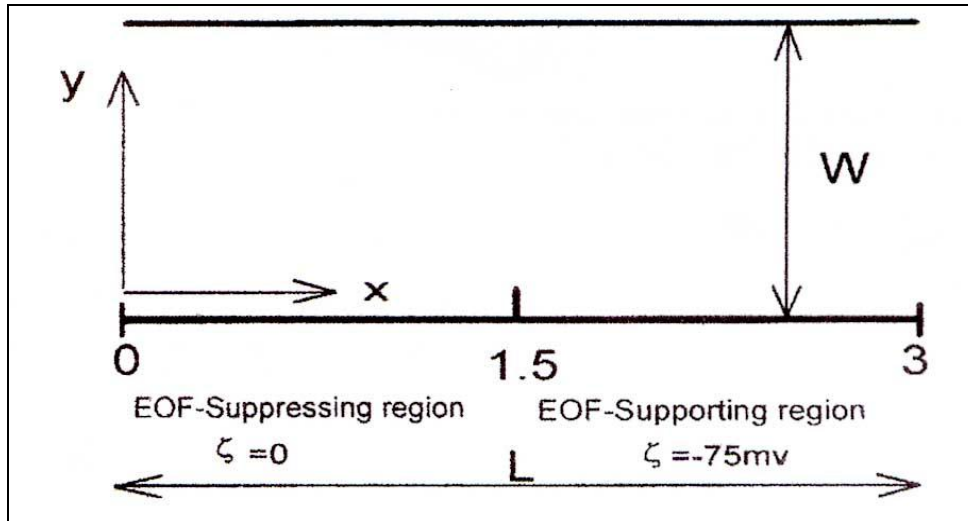 y
W
x
0 1.5 3
EOF-Suppressing region EOF-Supporting region
ζ =0 ζ =-75mv
L